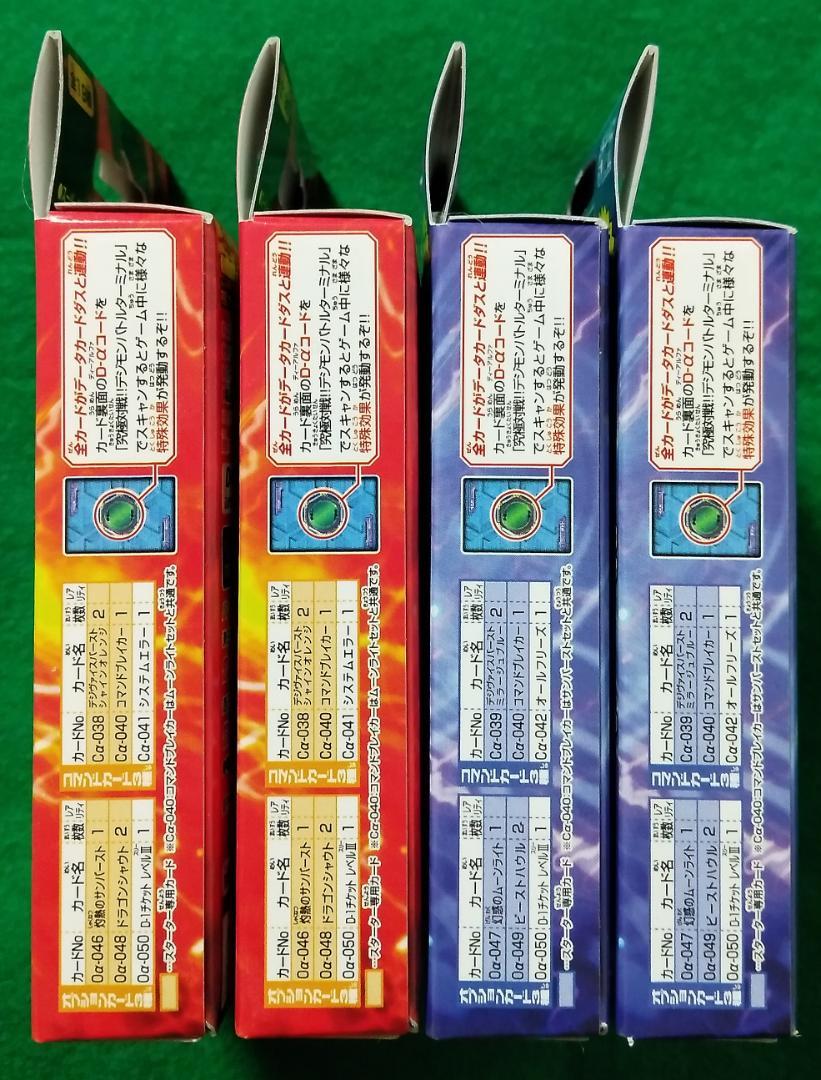 全カードがデータカードダスと連動!!
カード裏面のD-αコードを
「究極対戦!!デジモンバトルターミナル」
でスキャンするとゲーム中に様々な
特殊効果が発動するぞ!!
オプションカード3種
カードNo カード名 枚数 レアリティ
Oα-046 灼熱のサンバースト 1
Oα-048 ドラゴンシャウト 2
Oα-050 D-1チケット レベルⅢ 1
コマンドカード3種
カードNo カード名 枚数 レアリティ
Cα-038 デジヴァイスバースト シャインオレンジ 2
Cα-040 コマンドブレイカー 1
Cα-041 システムエラー 1
…スターター専用カード ※Cα-040:コマンドブレイカーはムーンライトセットと共通です。
全カードがデータカードダスと連動!!
カード裏面のD-αコードを
「究極対戦!!デジモンバトルターミナル」
でスキャンするとゲーム中に様々な
特殊効果が発動するぞ!!
オプションカード3種
カードNo カード名 枚数 レアリティ
Oα-046 灼熱のサンバースト 1
Oα-048 ドラゴンシャウト 2
Oα-050 D-1チケット レベルⅢ 1
コマンドカード3種
カードNo カード名 枚数 レアリティ
Cα-038 デジヴァイスバースト シャインオレンジ 2
Cα-040 コマンドブレイカー 1
Cα-041 システムエラー 1
…スターター専用カード ※Cα-040:コマンドブレイカーはムーンライトセットと共通です。
全カードがデータカードダスと連動!!
カード裏面のD-αコードを
「究極対戦!!デジモンバトルターミナル」
でスキャンするとゲーム中に様々な
特殊効果が発動するぞ!!
オプションカード3種
カードNo カード名 枚数 レアリティ
Oα-047 幻惑のムーンライト 1
Oα-049 ビーストハウル 2
Oα-050 D-1チケット レベルⅢ 1
コマンドカード3種
カードNo カード名 枚数 レアリティ
Cα-039 デジヴァイスバースト ミラージュブルー 2
Cα-040 コマンドブレイカー 1
Cα-042 オールフリーズ 1
…スターター専用カード ※Cα-040:コマンドブレイカーはサンバーストセットと共通です。
全カードがデータカードダスと連動!!
カード裏面のD-αコードを
「究極対戦!!デジモンバトルターミナル」
でスキャンするとゲーム中に様々な
特殊効果が発動するぞ!!
オプションカード3種
カードNo カード名 枚数 レアリティ
Oα-047 幻惑のムーンライト 1
Oα-049 ビーストハウル 2
Oα-050 D-1チケット レベルⅢ 1
コマンドカード3種
カードNo カード名 枚数 レアリティ
Cα-039 デジヴァイスバースト ミラージュブルー 2
Cα-040 コマンドブレイカー 1
Cα-042 オールフリーズ 1
…スターター専用カード ※Cα-040:コマンドブレイカーはサンバーストセットと共通です。